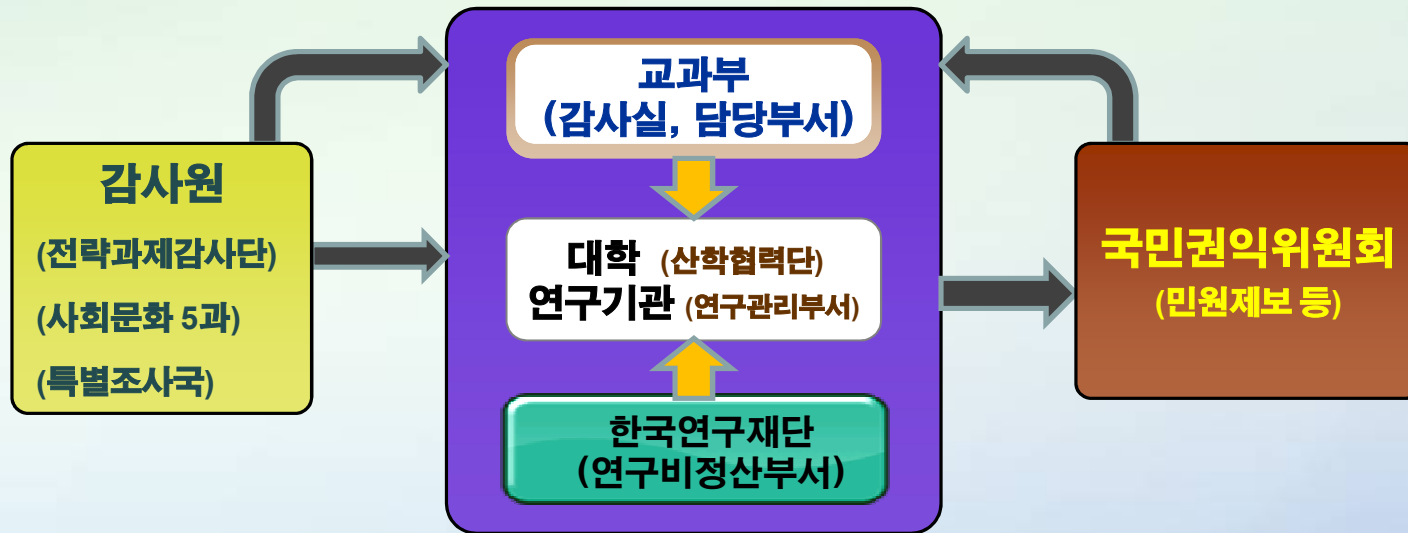 교과부
(감사실, 담당부서)
감사원
(전략과제감사단)
(사회문화 5과)
(특별조사국)
대학 (산학협력단)
연구기관 (연구관리부서)
국민권익위원회
(민원제보 등)
한국연구재단
(연구비정산부서)